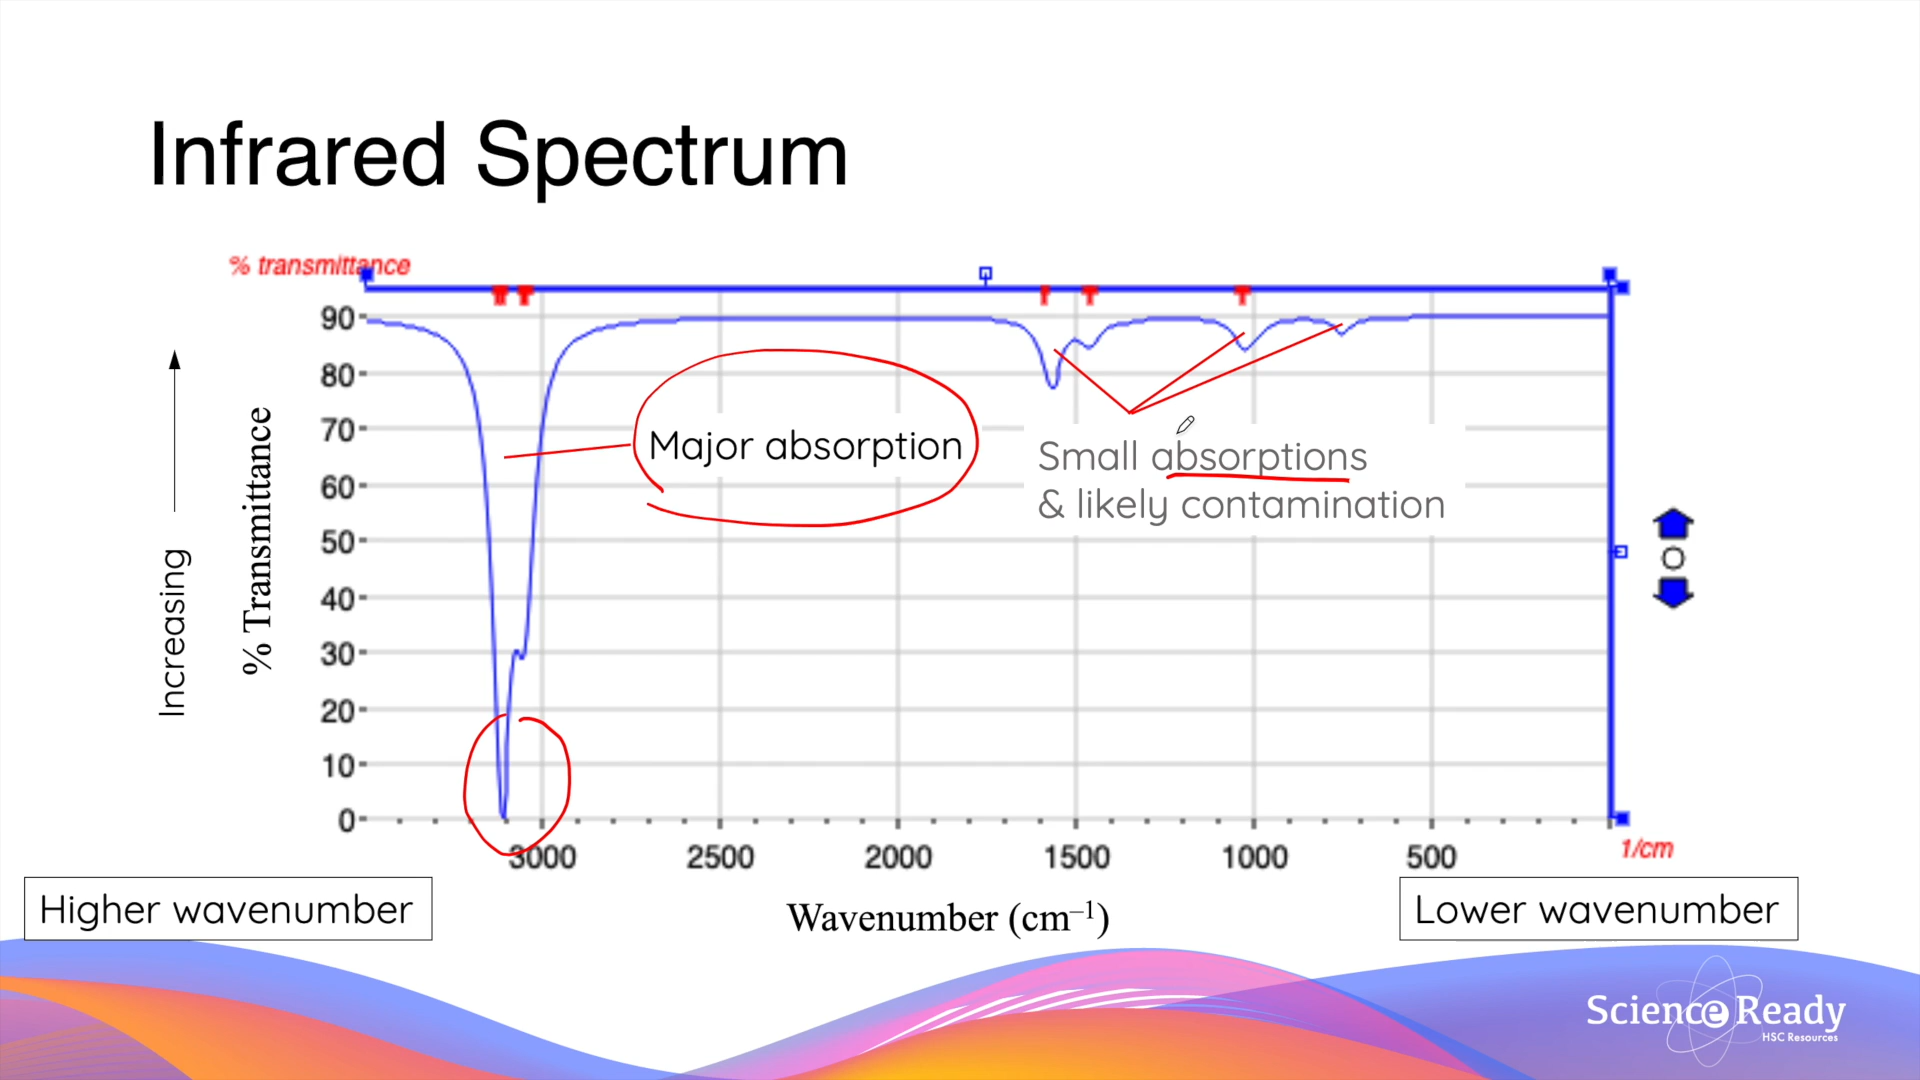 Infrared Spectrum
% transmittance
90
80
70
60
50
40
30
20
10
0
Increasing
% Transmittance
Major absorption
Small absorptions
& likely contamination
3000
2500
2000
1500
1000
500
1/cm
Higher wavenumber
Wavenumber (cm⁻¹)
Lower wavenumber
Science Ready
HSC Resources